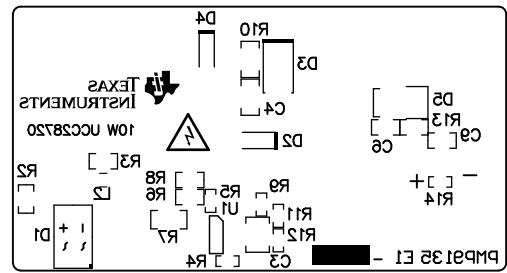 D4
R10
D3
TEXAS
INSTRUMENTS
C4
D5
R13
10W UCC28720
D2
C6
C9
R3
R2
R8
R6
R5
R9
+
−
L2
U1
R14
R11
D1
+ −
~ ~
R7
R12
R4
C3
– PMP9135 E1